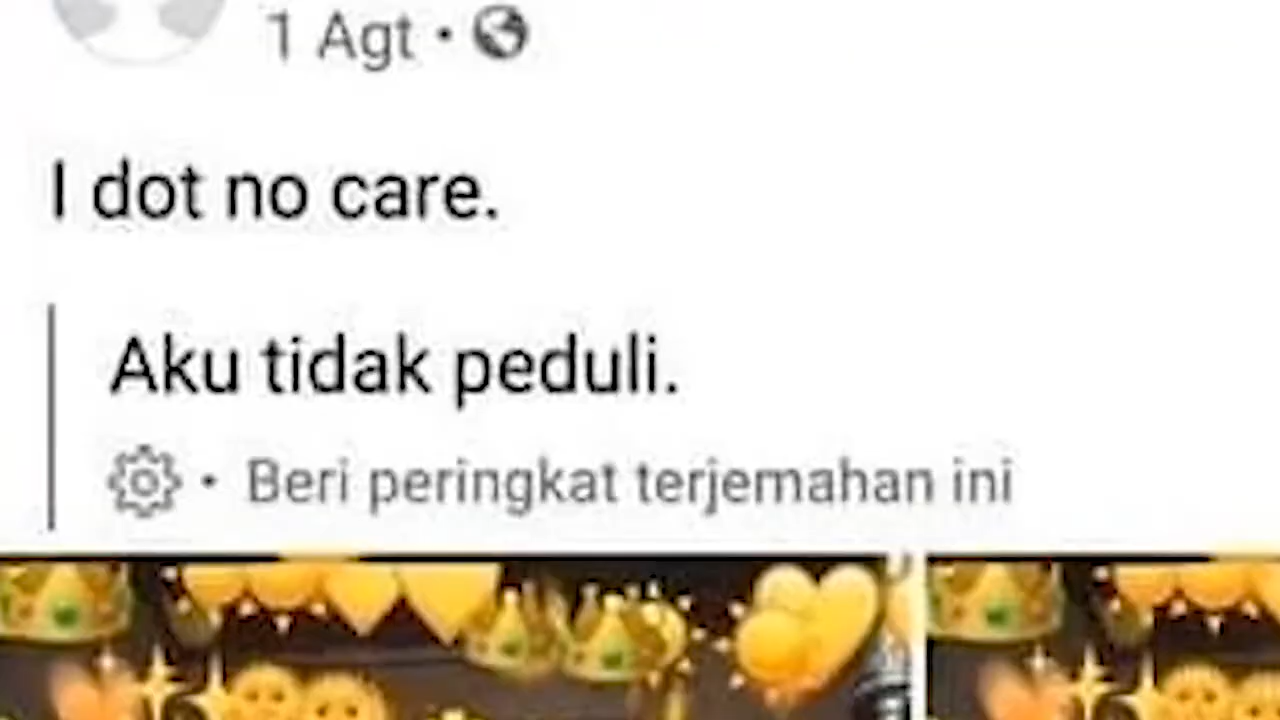 1 Agt •
I dot no care.
Aku tidak peduli.
• Beri peringkat terjemahan ini